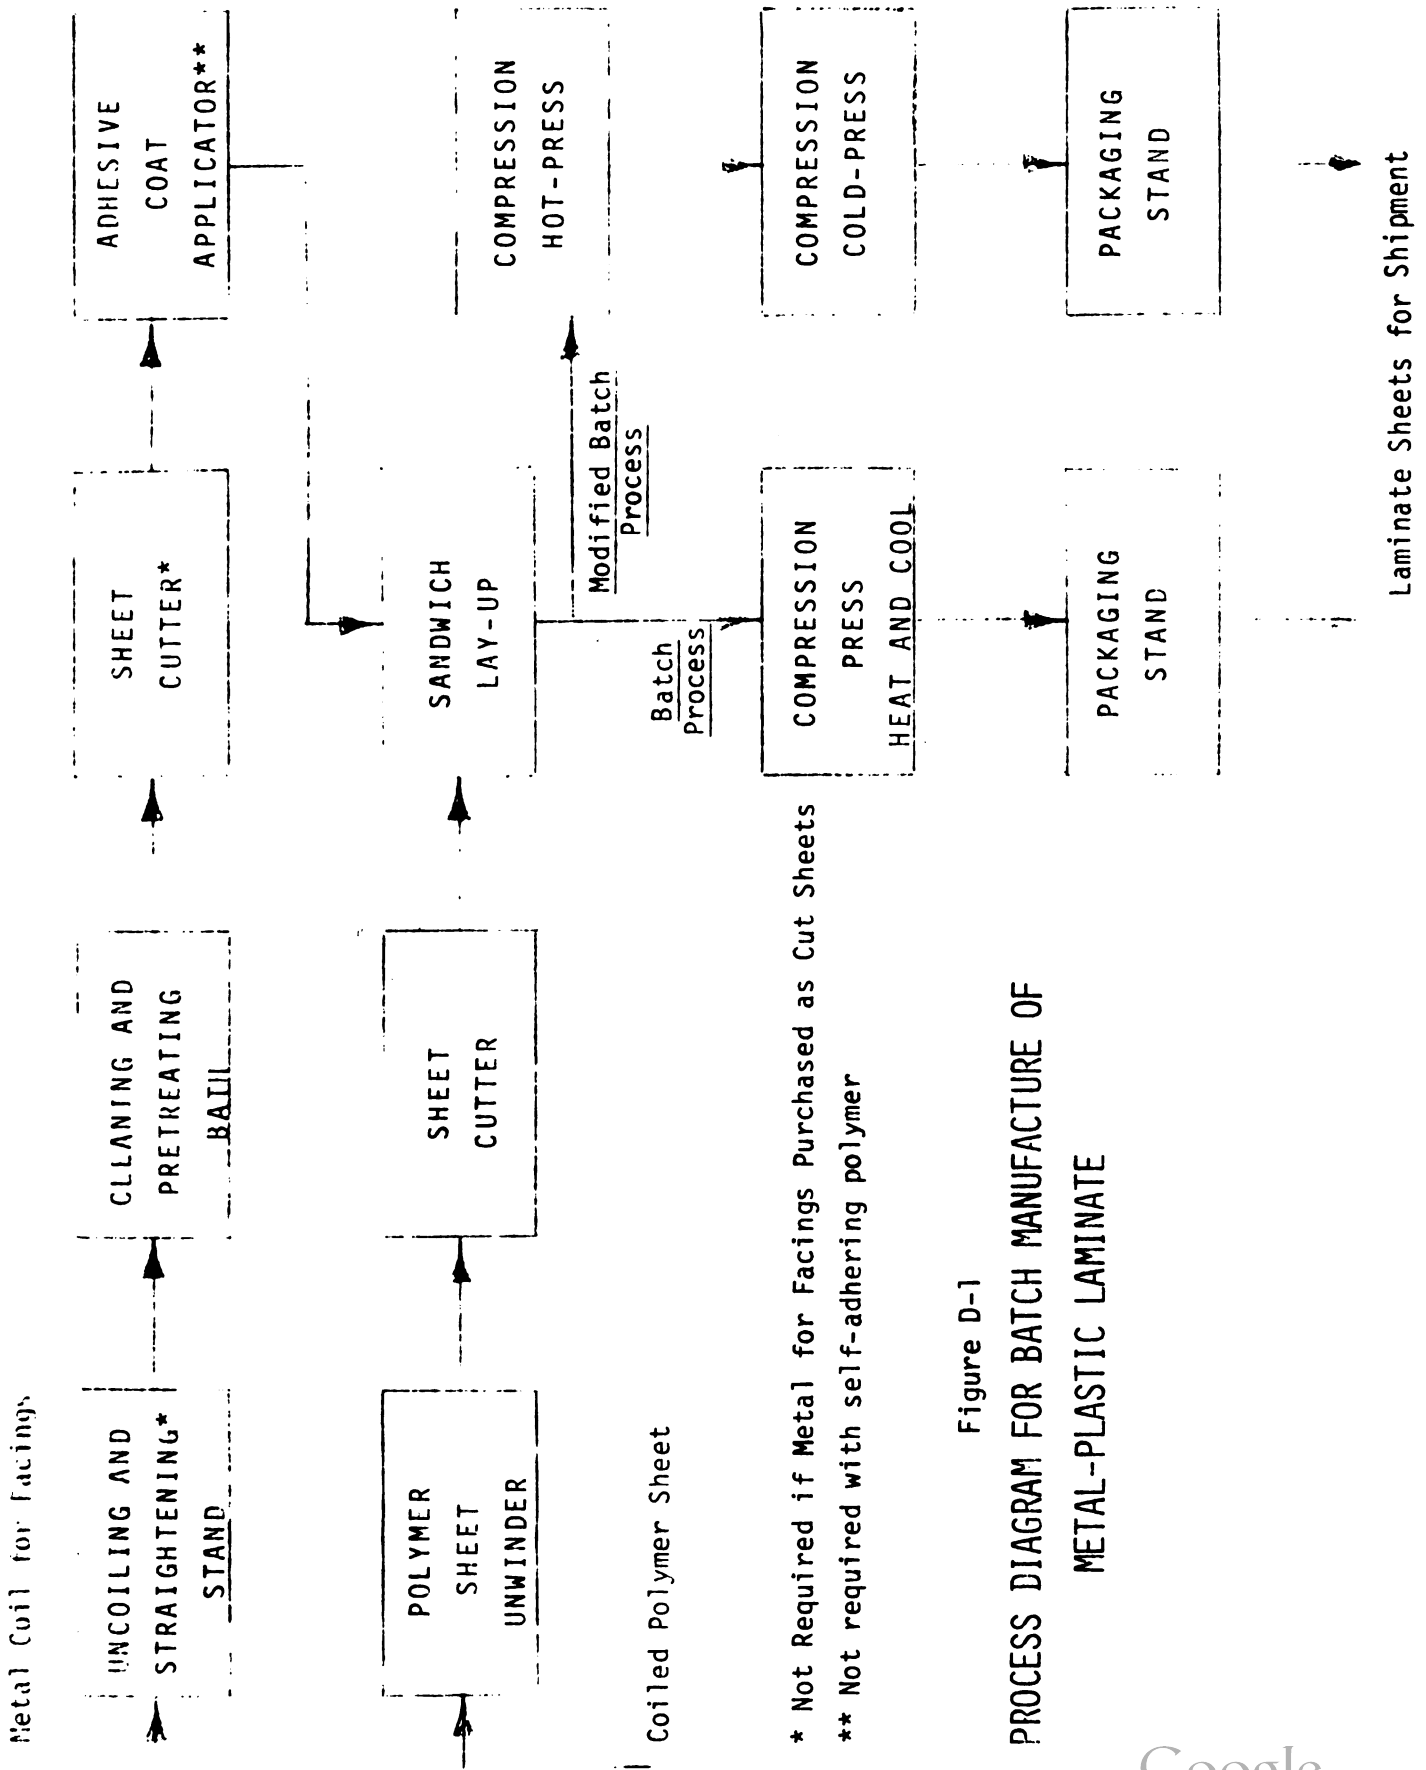 Metal Coil for Facings
UNCOILING AND
STRAIGHTENING*
STAND
CLLANING AND
PRETREATING
BATH
SHEET
CUTTER*
ADHESIVE
COAT
APPLICATOR**
POLYMER
SHEET
UNWINDER
SHEET
CUTTER
SANDWICH
LAY-UP
COMPRESSION
HOT-PRESS
Modified Batch
Process
Coiled Polymer Sheet
Batch
Process
COMPRESSION
PRESS
HEAT AND COOL
COMPRESSION
COLD-PRESS
* Not Required if Metal for Facings Purchased as Cut Sheets
** Not required with self-adhering polymer
PACKAGING
STAND
PACKAGING
STAND
Figure D-1
PROCESS DIAGRAM FOR BATCH MANUFACTURE OF
METAL-PLASTIC LAMINATE
Laminate Sheets for Shipment
Google